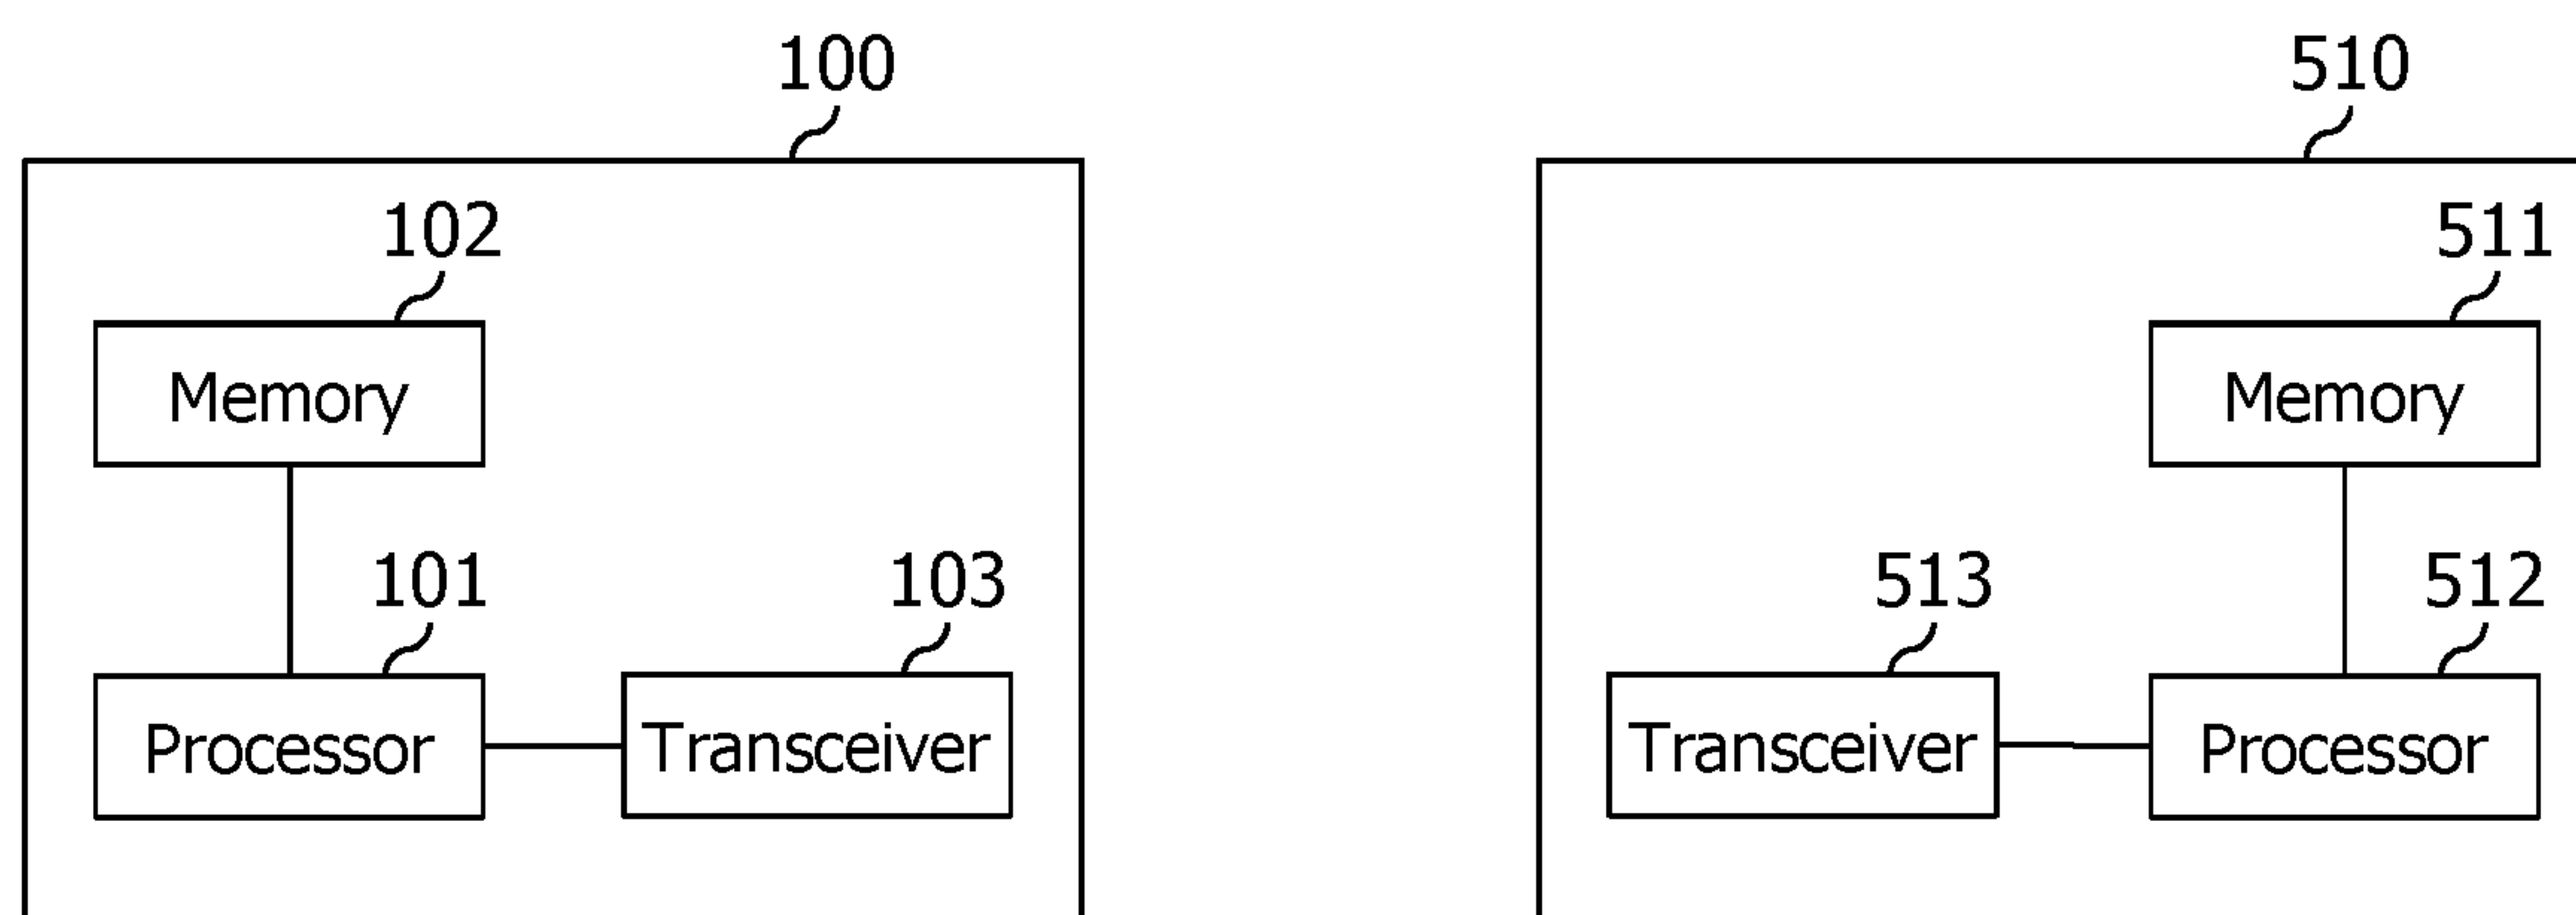 100
510
102
511
Memory
Memory
101
103
513
512
Processor
Transceiver
Transceiver
Processor